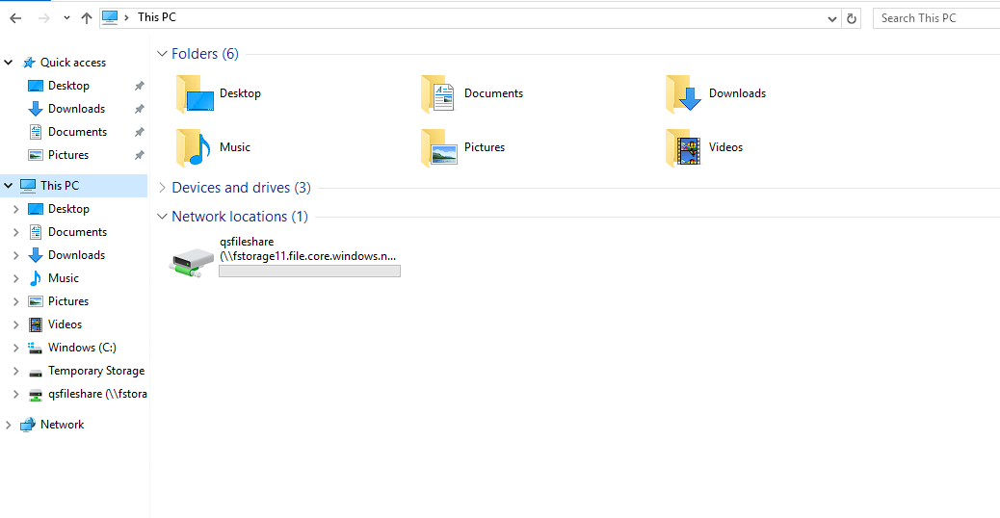 This PC
Search This PC
Quick access
Desktop
Downloads
Documents
Pictures
This PC
Desktop
Documents
Downloads
Music
Pictures
Videos
Windows (C:)
Temporary Storage
qsfileshare (\\fstora
Network
Folders (6)
Desktop
Documents
Downloads
Music
Pictures
Videos
Devices and drives (3)
Network locations (1)
qsfileshare
(\\fstorage11.file.core.windows.n...